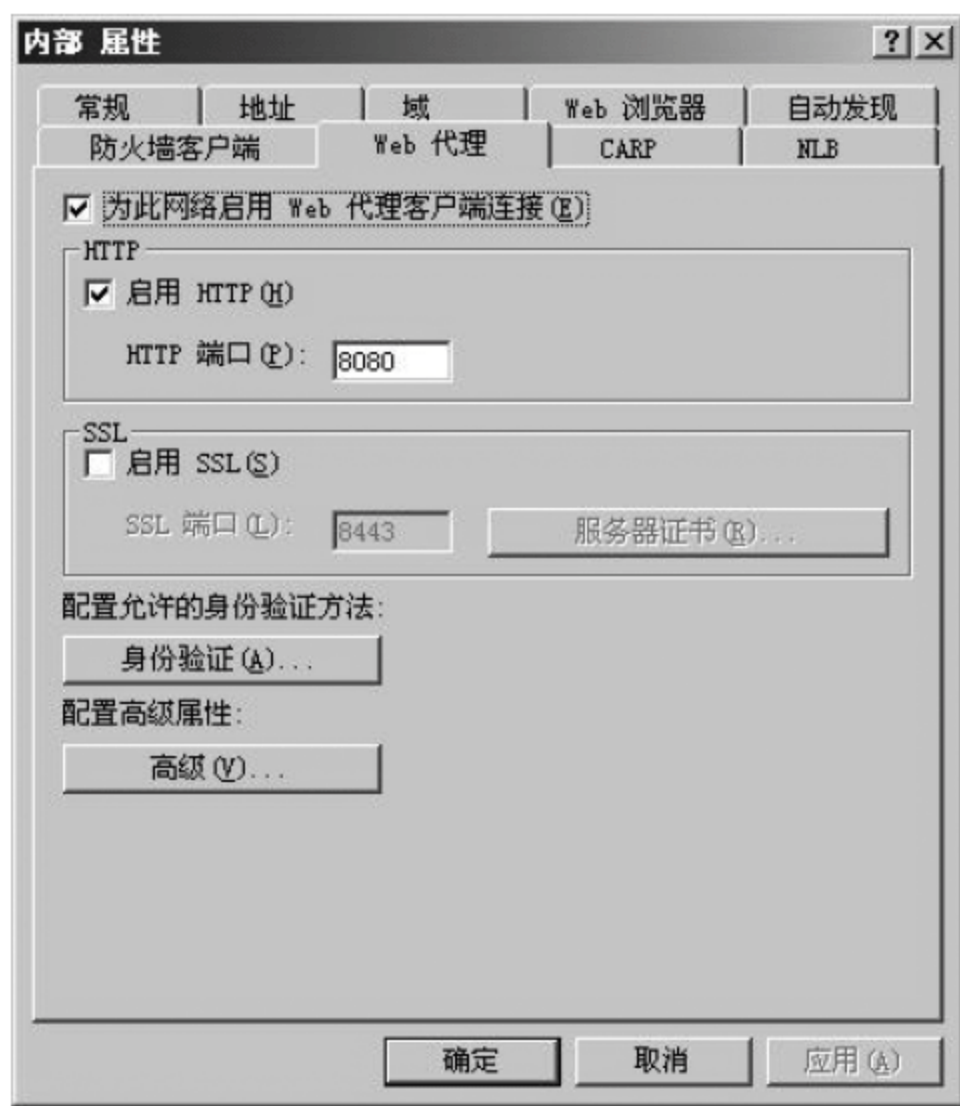 内部 属性
常规 地址 域 Web 浏览器 自动发现
防火墙客户端 Web 代理 CARP NLB
为此网络启用 Web 代理客户端连接(E)
HTTP
启用 HTTP(H)
HTTP 端口(P): 8080
SSL
启用 SSL(S)
SSL 端口(L): 8443 服务器证书(R)...
配置允许的身份验证方法:
身份验证(A)...
配置高级属性:
高级(V)...
确定 取消 应用(A)